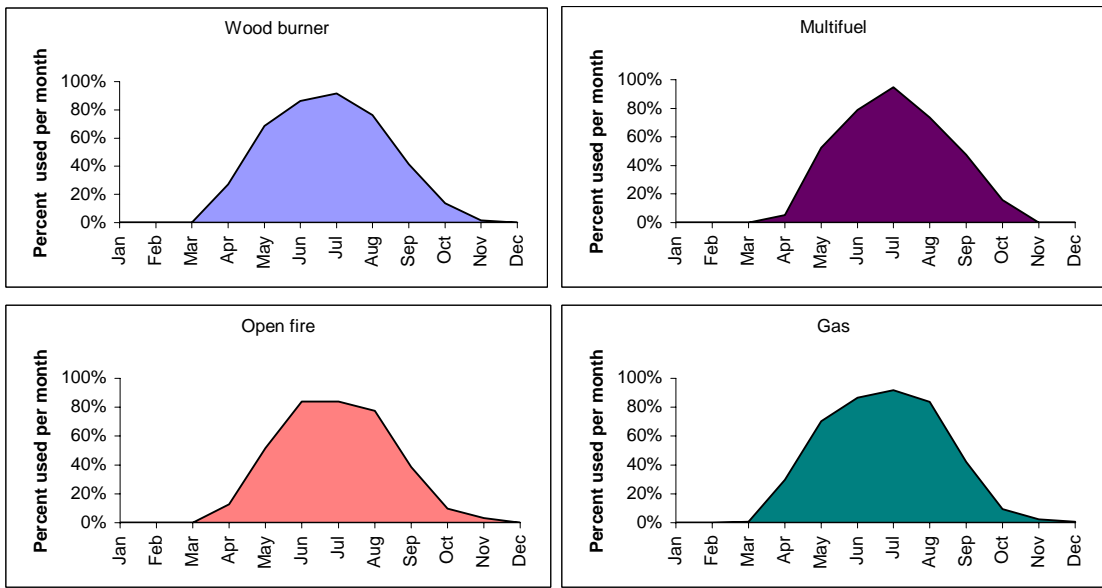 Wood burner
Percent used per month
100%
80%
60%
40%
20%
0%
Jan
Feb
Mar
Apr
May
Jun
Jul
Aug
Sep
Oct
Nov
Dec
Multifuel
Percent used per month
100%
80%
60%
40%
20%
0%
Jan
Feb
Mar
Apr
May
Jun
Jul
Aug
Sep
Oct
Nov
Dec
Open fire
Percent used per month
100%
80%
60%
40%
20%
0%
Jan
Feb
Mar
Apr
May
Jun
Jul
Aug
Sep
Oct
Nov
Dec
Gas
Percent used per month
100%
80%
60%
40%
20%
0%
Jan
Feb
Mar
Apr
May
Jun
Jul
Aug
Sep
Oct
Nov
Dec